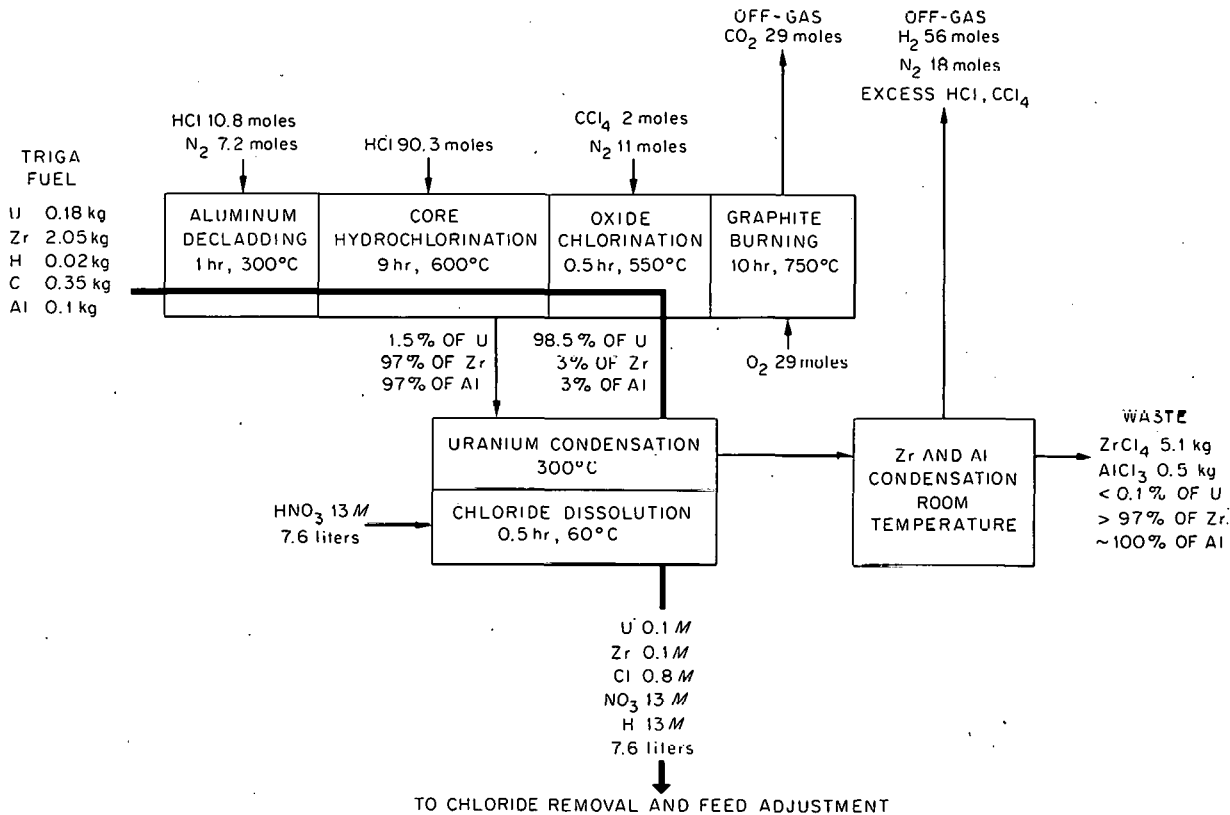 OFF-GAS
CO2 29 moles
OFF-GAS
H2 56 moles
N2 18 moles
EXCESS HCl, CCl4
HCl 10.8 moles
N2 7.2 moles
HCl 90.3 moles
CCl4 2 moles
N2 11 moles
TRIGA
FUEL
U 0.18 kg
Zr 2.05 kg
H 0.02 kg
C 0.35 kg
Al 0.1 kg
ALUMINUM
DECLADDING
1 hr, 300°C
CORE
HYDROCHLORINATION
9 hr, 600°C
OXIDE
CHLORINATION
0.5 hr, 550°C
GRAPHITE
BURNING
10 hr, 750°C
1.5% OF U
97% OF Zr
97% OF Al
98.5% OF U
3% OF Zr
3% OF Al
O2 29 moles
URANIUM CONDENSATION
300°C
CHLORIDE DISSOLUTION
0.5 hr, 60°C
HNO3 13 M
7.6 liters
Zr AND Al
CONDENSATION
ROOM
TEMPERATURE
WASTE
ZrCl4 5.1 kg
AlCl3 0.5 kg
<0.1% OF U
>97% OF Zr
~100% OF Al
U 0.1 M
Zr 0.1 M
Cl 0.8 M
NO3 13 M
H 13 M
7.6 liters
TO CHLORIDE REMOVAL AND FEED ADJUSTMENT